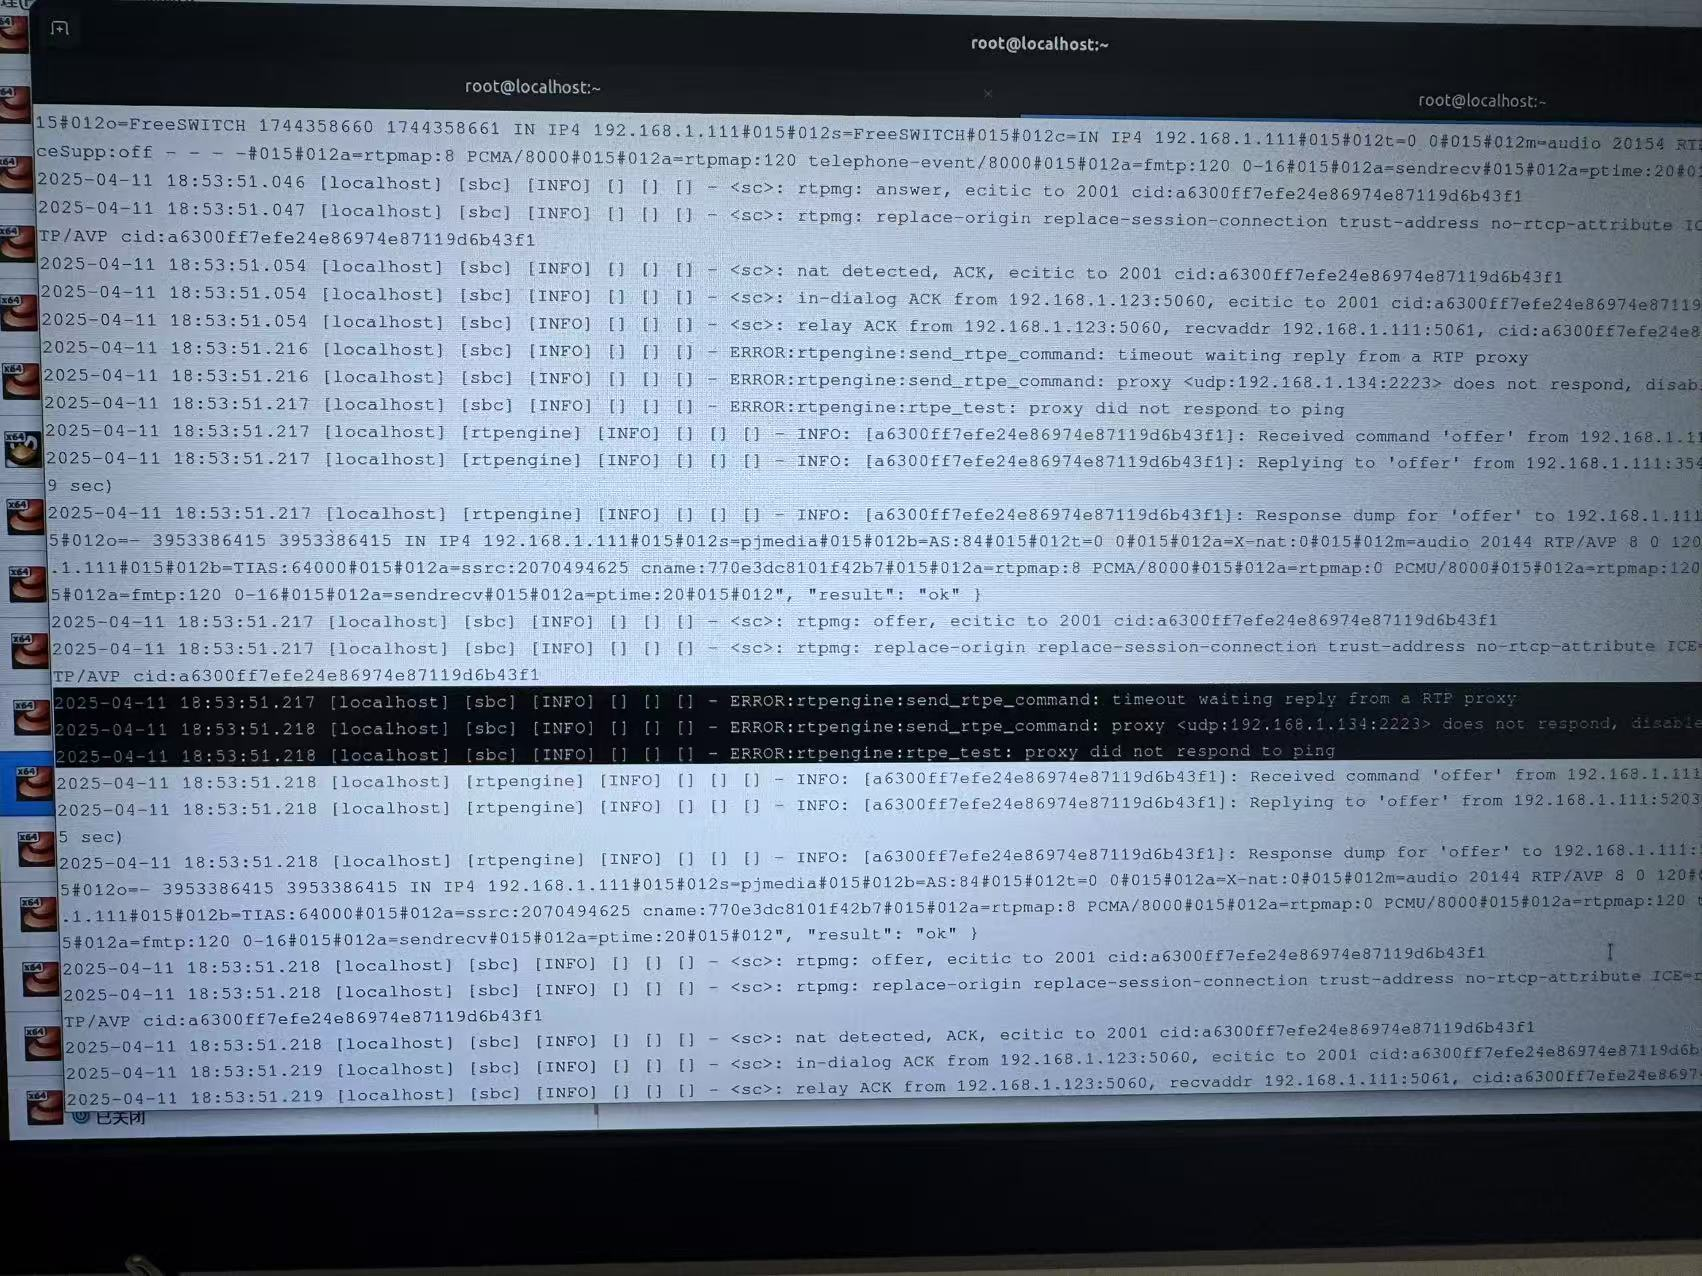 root@localhost:~
root@localhost:~
root@localhost:~
15#012o=FreeSWITCH 1744358660 1744358661 IN IP4 192.168.1.111#015#012s=FreeSWITCH#015#012c=IN IP4 192.168.1.111#015#012t=0 0#015#012m=audio 20154 RT
ceSupp:off - - - -#015#012a=rtpmap:8 PCMA/8000#015#012a=rtpmap:120 telephone-event/8000#015#012a=fmtp:120 0-16#015#012a=sendrecv#015#012a=ptime:20#01
2025-04-11 18:53:51.046 [localhost] [sbc] [INFO] [] [] [] - <sc>: rtpmg: answer, ecitic to 2001 cid:a6300ff7efe24e86974e87119d6b43f1
2025-04-11 18:53:51.047 [localhost] [sbc] [INFO] [] [] [] - <sc>: rtpmg: replace-origin replace-session-connection trust-address no-rtcp-attribute IC
TP/AVP cid:a6300ff7efe24e86974e87119d6b43f1
2025-04-11 18:53:51.054 [localhost] [sbc] [INFO] [] [] [] - <sc>: nat detected, ACK, ecitic to 2001 cid:a6300ff7efe24e86974e87119d6b43f1
2025-04-11 18:53:51.054 [localhost] [sbc] [INFO] [] [] [] - <sc>: in-dialog ACK from 192.168.1.123:5060, ecitic to 2001 cid:a6300ff7efe24e86974e87119
2025-04-11 18:53:51.054 [localhost] [sbc] [INFO] [] [] [] - <sc>: relay ACK from 192.168.1.123:5060, recvaddr 192.168.1.111:5061, cid:a6300ff7efe24e8
2025-04-11 18:53:51.216 [localhost] [sbc] [INFO] [] [] [] - ERROR:rtpengine:send_rtpe_command: timeout waiting reply from a RTP proxy
2025-04-11 18:53:51.216 [localhost] [sbc] [INFO] [] [] [] - ERROR:rtpengine:send_rtpe_command: proxy <udp:192.168.1.134:2223> does not respond, disab
2025-04-11 18:53:51.217 [localhost] [sbc] [INFO] [] [] [] - ERROR:rtpengine:rtpe_test: proxy did not respond to ping
2025-04-11 18:53:51.217 [localhost] [rtpengine] [INFO] [] [] [] - INFO: [a6300ff7efe24e86974e87119d6b43f1]: Received command 'offer' from 192.168.1.11
2025-04-11 18:53:51.217 [localhost] [rtpengine] [INFO] [] [] [] - INFO: [a6300ff7efe24e86974e87119d6b43f1]: Replying to 'offer' from 192.168.1.111:354
9 sec)
2025-04-11 18:53:51.217 [localhost] [rtpengine] [INFO] [] [] [] - INFO: [a6300ff7efe24e86974e87119d6b43f1]: Response dump for 'offer' to 192.168.1.111
5#012o=- 3953386415 3953386415 IN IP4 192.168.1.111#015#012s=pjmedia#015#012b=AS:84#015#012t=0 0#015#012a=X-nat:0#015#012m=audio 20144 RTP/AVP 8 0 120
.1.111#015#012b=TIAS:64000#015#012a=ssrc:2070494625 cname:770e3dc8101f42b7#015#012a=rtpmap:8 PCMA/8000#015#012a=rtpmap:0 PCMU/8000#015#012a=rtpmap:120
5#012a=fmtp:120 0-16#015#012a=sendrecv#015#012a=ptime:20#015#012", "result": "ok" }
2025-04-11 18:53:51.217 [localhost] [sbc] [INFO] [] [] [] - <sc>: rtpmg: offer, ecitic to 2001 cid:a6300ff7efe24e86974e87119d6b43f1
2025-04-11 18:53:51.217 [localhost] [sbc] [INFO] [] [] [] - <sc>: rtpmg: replace-origin replace-session-connection trust-address no-rtcp-attribute ICE=
TP/AVP cid:a6300ff7efe24e86974e87119d6b43f1
2025-04-11 18:53:51.217 [localhost] [sbc] [INFO] [] [] [] - ERROR:rtpengine:send_rtpe_command: timeout waiting reply from a RTP proxy
2025-04-11 18:53:51.218 [localhost] [sbc] [INFO] [] [] [] - ERROR:rtpengine:send_rtpe_command: proxy <udp:192.168.1.134:2223> does not respond, disable
2025-04-11 18:53:51.218 [localhost] [sbc] [INFO] [] [] [] - ERROR:rtpengine:rtpe_test: proxy did not respond to ping
2025-04-11 18:53:51.218 [localhost] [rtpengine] [INFO] [] [] [] - INFO: [a6300ff7efe24e86974e87119d6b43f1]: Received command 'offer' from 192.168.1.111
2025-04-11 18:53:51.218 [localhost] [rtpengine] [INFO] [] [] [] - INFO: [a6300ff7efe24e86974e87119d6b43f1]: Replying to 'offer' from 192.168.1.111:5203
5 sec)
2025-04-11 18:53:51.218 [localhost] [rtpengine] [INFO] [] [] [] - INFO: [a6300ff7efe24e86974e87119d6b43f1]: Response dump for 'offer' to 192.168.1.111:
5#012o=- 3953386415 3953386415 IN IP4 192.168.1.111#015#012s=pjmedia#015#012b=AS:84#015#012t=0 0#015#012a=X-nat:0#015#012m=audio 20144 RTP/AVP 8 0 120#
.1.111#015#012b=TIAS:64000#015#012a=ssrc:2070494625 cname:770e3dc8101f42b7#015#012a=rtpmap:8 PCMA/8000#015#012a=rtpmap:0 PCMU/8000#015#012a=rtpmap:120 t
5#012a=fmtp:120 0-16#015#012a=sendrecv#015#012a=ptime:20#015#012", "result": "ok" }
2025-04-11 18:53:51.218 [localhost] [sbc] [INFO] [] [] [] - <sc>: rtpmg: offer, ecitic to 2001 cid:a6300ff7efe24e86974e87119d6b43f1
2025-04-11 18:53:51.218 [localhost] [sbc] [INFO] [] [] [] - <sc>: rtpmg: replace-origin replace-session-connection trust-address no-rtcp-attribute ICE=r
TP/AVP cid:a6300ff7efe24e86974e87119d6b43f1
2025-04-11 18:53:51.218 [localhost] [sbc] [INFO] [] [] [] - <sc>: nat detected, ACK, ecitic to 2001 cid:a6300ff7efe24e86974e87119d6b43f1
2025-04-11 18:53:51.219 [localhost] [sbc] [INFO] [] [] [] - <sc>: in-dialog ACK from 192.168.1.123:5060, ecitic to 2001 cid:a6300ff7efe24e86974e87119d6b
2025-04-11 18:53:51.219 [localhost] [sbc] [INFO] [] [] [] - <sc>: relay ACK from 192.168.1.123:5060, recvaddr 192.168.1.111:5061, cid:a6300ff7efe24e8697
已关闭